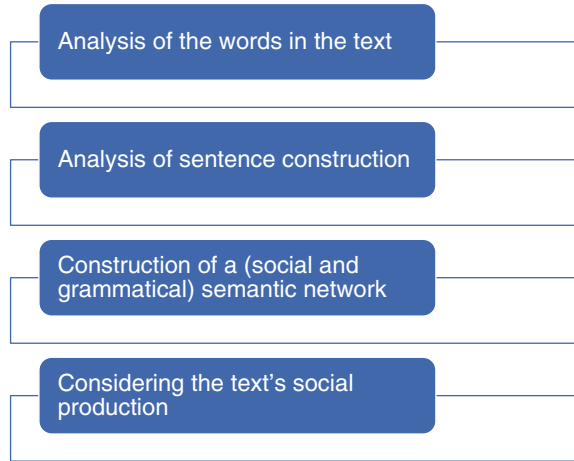 Analysis of the words in the text
Analysis of sentence construction
Construction of a (social and
grammatical) semantic network
Considering the text's social
production